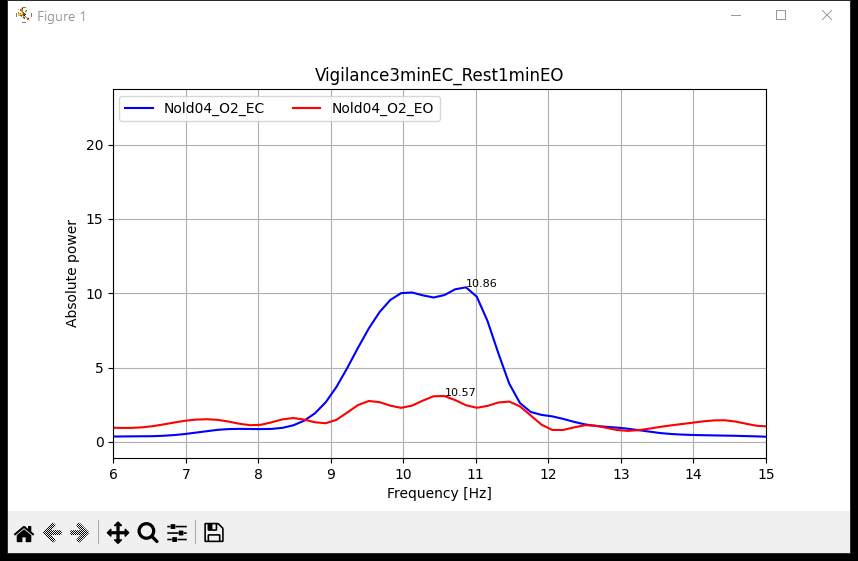 Figure 1
Vigilance3minEC_Rest1minEO
Nold04_O2_EC Nold04_O2_EO
20
15
10
5
0
Absolute power
10.86
10.57
6 7 8 9 10 11 12 13 14 15
Frequency [Hz]